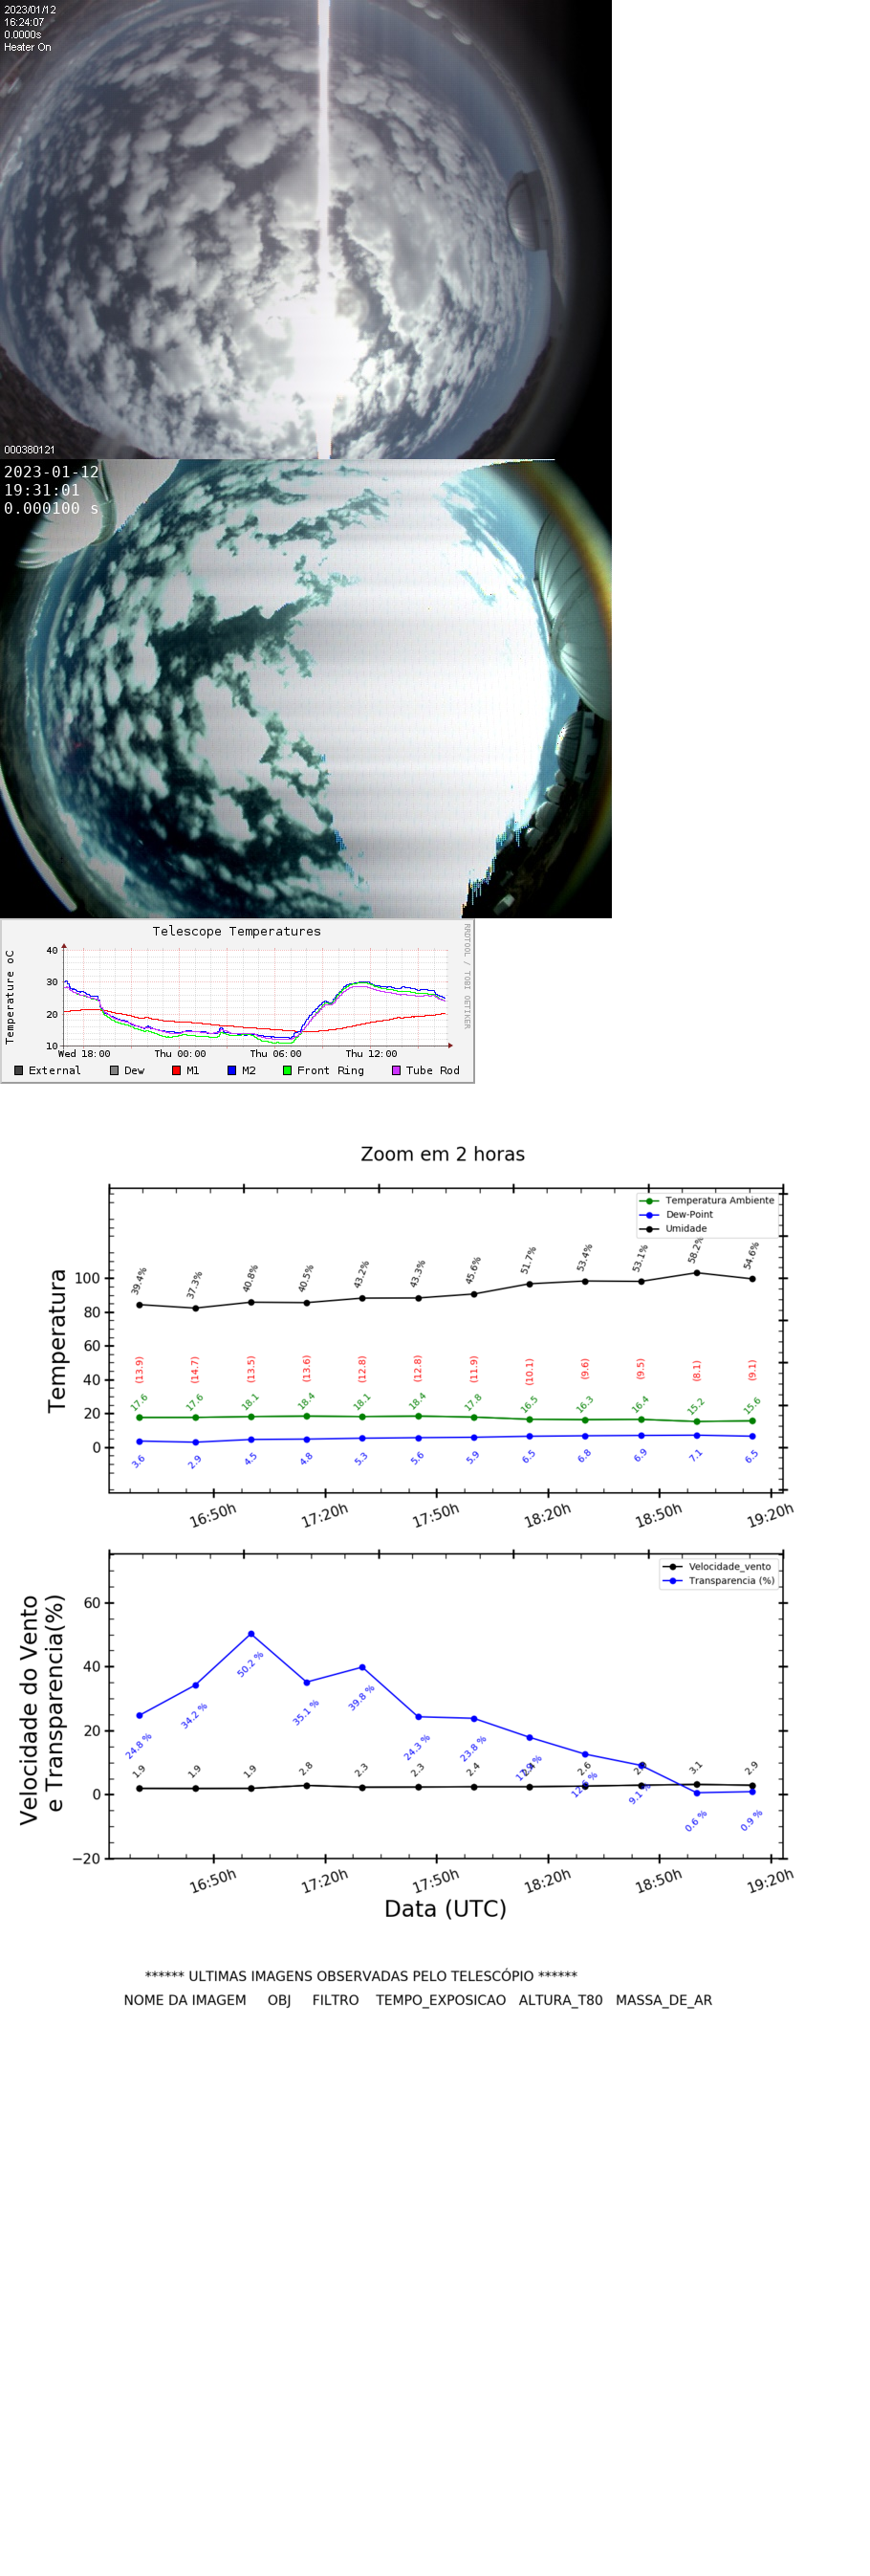 2023/01/12
16:24:07
0.0000s
Heater On
000380121
2023-01-12
19:31:01
0.000100 s
Telescope Temperatures
RRDTOOL / TOBI OETIKER
Temperature oC
40
30
20
10
Wed 18:00 Thu 00:00 Thu 06:00 Thu 12:00
External Dew M1 M2 Front Ring Tube Rod
Zoom em 2 horas
Temperatura Ambiente
Dew-Point
Umidade
Temperatura
100
80
60
40
20
0
39.4% 37.3% 40.8% 40.5% 43.2% 43.3% 45.6% 51.7% 53.4% 53.1% 58.2% 54.6%
(13.9) (14.7) (13.5) (13.6) (12.8) (12.8) (11.9) (10.1) (9.6) (9.5) (8.1) (9.1)
17.6 17.6 18.1 18.4 18.1 18.4 17.8 16.5 16.3 16.4 15.2 15.6
3.6 2.9 4.5 4.8 5.3 5.6 5.9 6.5 6.8 6.9 7.1 6.5
16:50h 17:20h 17:50h 18:20h 18:50h 19:20h
Velocidade_vento
Transparencia (%)
Velocidade do Vento
e Transparencia(%)
60
40
20
0
−20
24.8 % 34.2 % 50.2 % 35.1 % 39.8 % 24.3 % 23.8 % 9.1 % 0.6 % 0.9 %
1.9 1.9 1.9 2.8 2.3 2.3 2.4 2.6 3.1 2.9
16:50h 17:20h 17:50h 18:20h 18:50h 19:20h
Data (UTC)
****** ULTIMAS IMAGENS OBSERVADAS PELO TELESCÓPIO ******
NOME DA IMAGEM OBJ FILTRO TEMPO_EXPOSICAO ALTURA_T80 MASSA_DE_AR